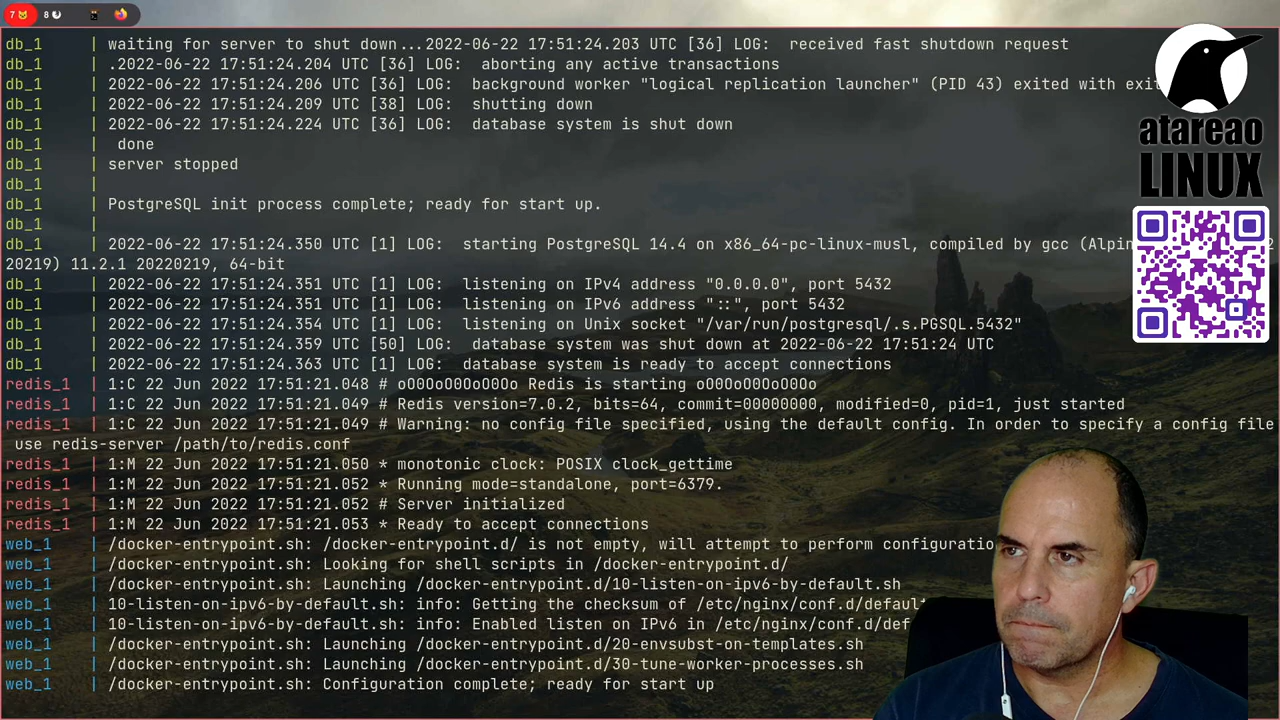 7 8
db_1 | waiting for server to shut down...2022-06-22 17:51:24.203 UTC [36] LOG: received fast shutdown request
db_1 | .2022-06-22 17:51:24.204 UTC [36] LOG: aborting any active transactions
db_1 | 2022-06-22 17:51:24.206 UTC [36] LOG: background worker "logical replication launcher" (PID 43) exited with
db_1 | 2022-06-22 17:51:24.209 UTC [38] LOG: shutting down
db_1 | 2022-06-22 17:51:24.224 UTC [36] LOG: database system is shut down
db_1 | done
db_1 | server stopped
db_1 |
db_1 | PostgreSQL init process complete; ready for start up.
db_1 |
db_1 | 2022-06-22 17:51:24.350 UTC [1] LOG: starting PostgreSQL 14.4 on x86_64-pc-linux-musl, compiled by gcc
20219) 11.2.1 20220219, 64-bit
db_1 | 2022-06-22 17:51:24.351 UTC [1] LOG: listening on IPv4 address "0.0.0.0", port 5432
db_1 | 2022-06-22 17:51:24.351 UTC [1] LOG: listening on IPv6 address "::", port 5432
db_1 | 2022-06-22 17:51:24.354 UTC [1] LOG: listening on Unix socket "/var/run/postgresql/.s.PGSQL.5432"
db_1 | 2022-06-22 17:51:24.359 UTC [50] LOG: database system was shut down at 2022-06-22 17:51:24 UTC
db_1 | 2022-06-22 17:51:24.363 UTC [1] LOG: database system is ready to accept connections
redis_1 | 1:C 22 Jun 2022 17:51:21.048 # oO0OoO0OoO0Oo Redis is starting oO0OoO0OoO0Oo
redis_1 | 1:C 22 Jun 2022 17:51:21.049 # Redis version=7.0.2, bits=64, commit=00000000, modified=0, pid=1, just started
redis_1 | 1:C 22 Jun 2022 17:51:21.049 # Warning: no config file specified, using the default config. In order to specify a config file
use redis-server /path/to/redis.conf
redis_1 | 1:M 22 Jun 2022 17:51:21.050 * monotonic clock: POSIX clock_gettime
redis_1 | 1:M 22 Jun 2022 17:51:21.052 * Running mode=standalone, port=6379.
redis_1 | 1:M 22 Jun 2022 17:51:21.052 # Server initialized
redis_1 | 1:M 22 Jun 2022 17:51:21.053 * Ready to accept connections
web_1 | /docker-entrypoint.sh: /docker-entrypoint.d/ is not empty, will attempt to perform
web_1 | /docker-entrypoint.sh: Looking for shell scripts in /docker-entrypoint.d/
web_1 | /docker-entrypoint.sh: Launching /docker-entrypoint.d/10-listen-on-ipv6-by-default.sh
web_1 | 10-listen-on-ipv6-by-default.sh: info: Getting the checksum of /etc/nginx/conf.d/default
web_1 | 10-listen-on-ipv6-by-default.sh: info: Enabled listen on IPv6 in /etc/nginx/conf.d/def
web_1 | /docker-entrypoint.sh: Launching /docker-entrypoint.d/20-envsubst-on-templates.sh
web_1 | /docker-entrypoint.sh: Launching /docker-entrypoint.d/30-tune-worker-processes.sh
web_1 | /docker-entrypoint.sh: Configuration complete; ready for start up
atareao
LINUX